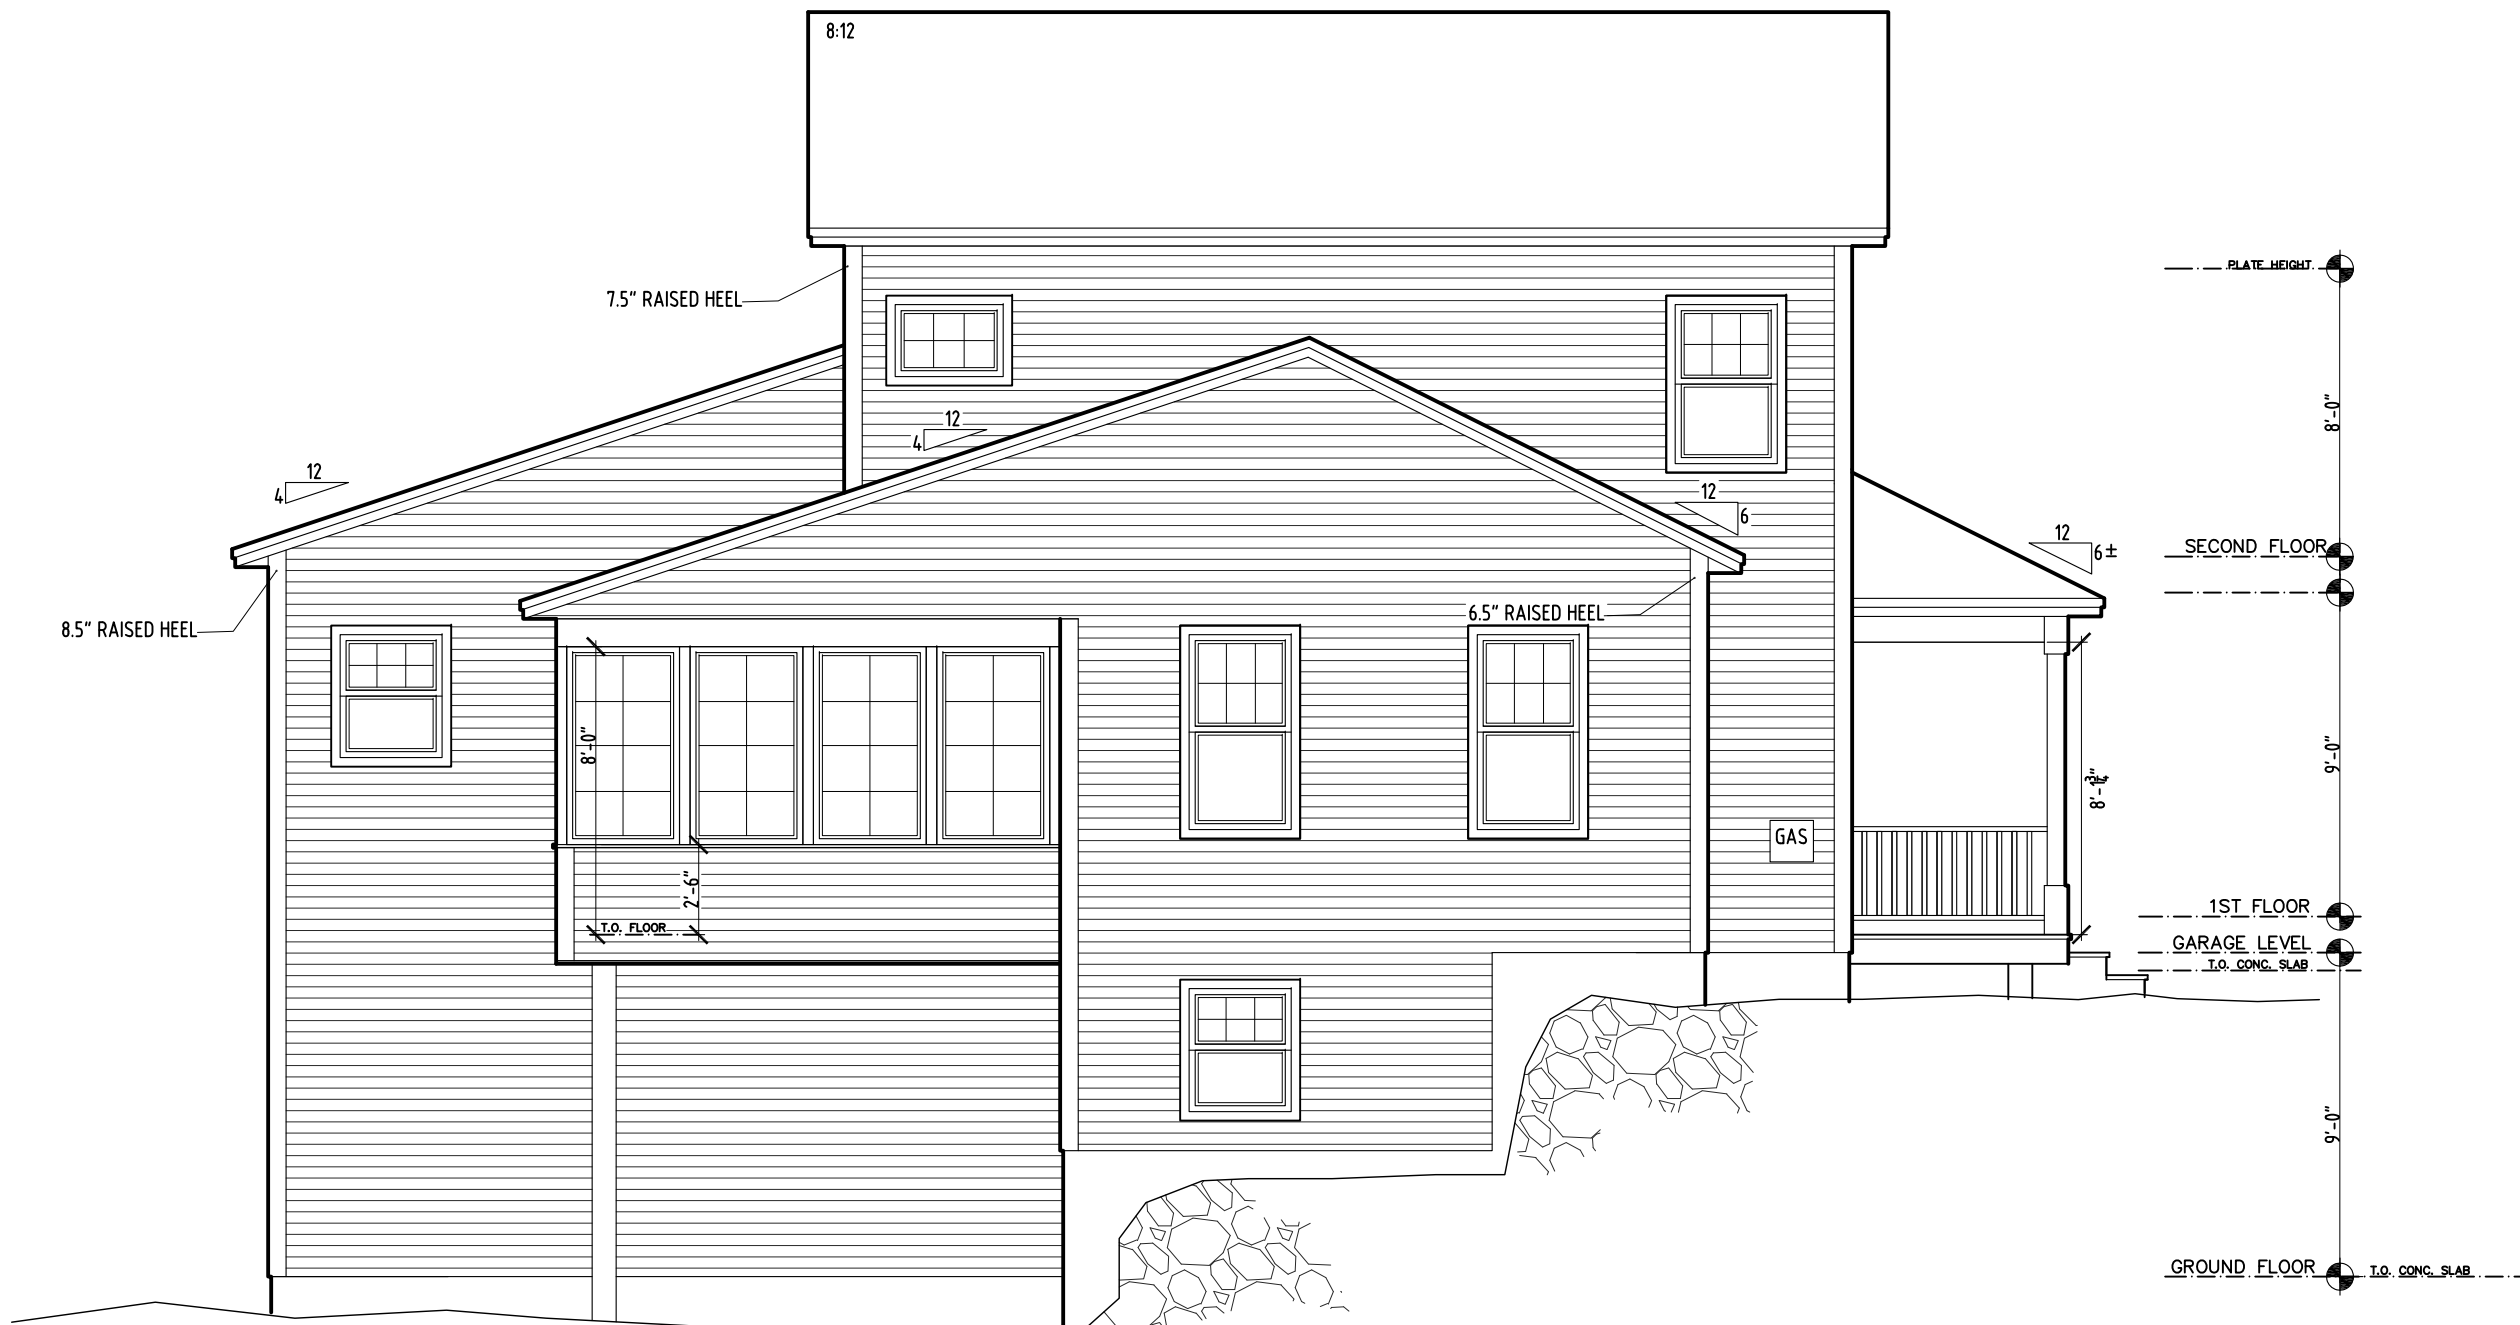 8:12
PLATE HEIGHT
7.5" RAISED HEEL
8'-0"
12
4
12
4
12
6
12
6±
SECOND FLOOR
8.5" RAISED HEEL
6.5" RAISED HEEL
8'-0"
9'-0"
8'-1¾"
GAS
2'-6"
T.O. FLOOR
1ST FLOOR
GARAGE LEVEL
T.O. CONC. SLAB
9'-0"
GROUND FLOOR
T.O. CONC. SLAB